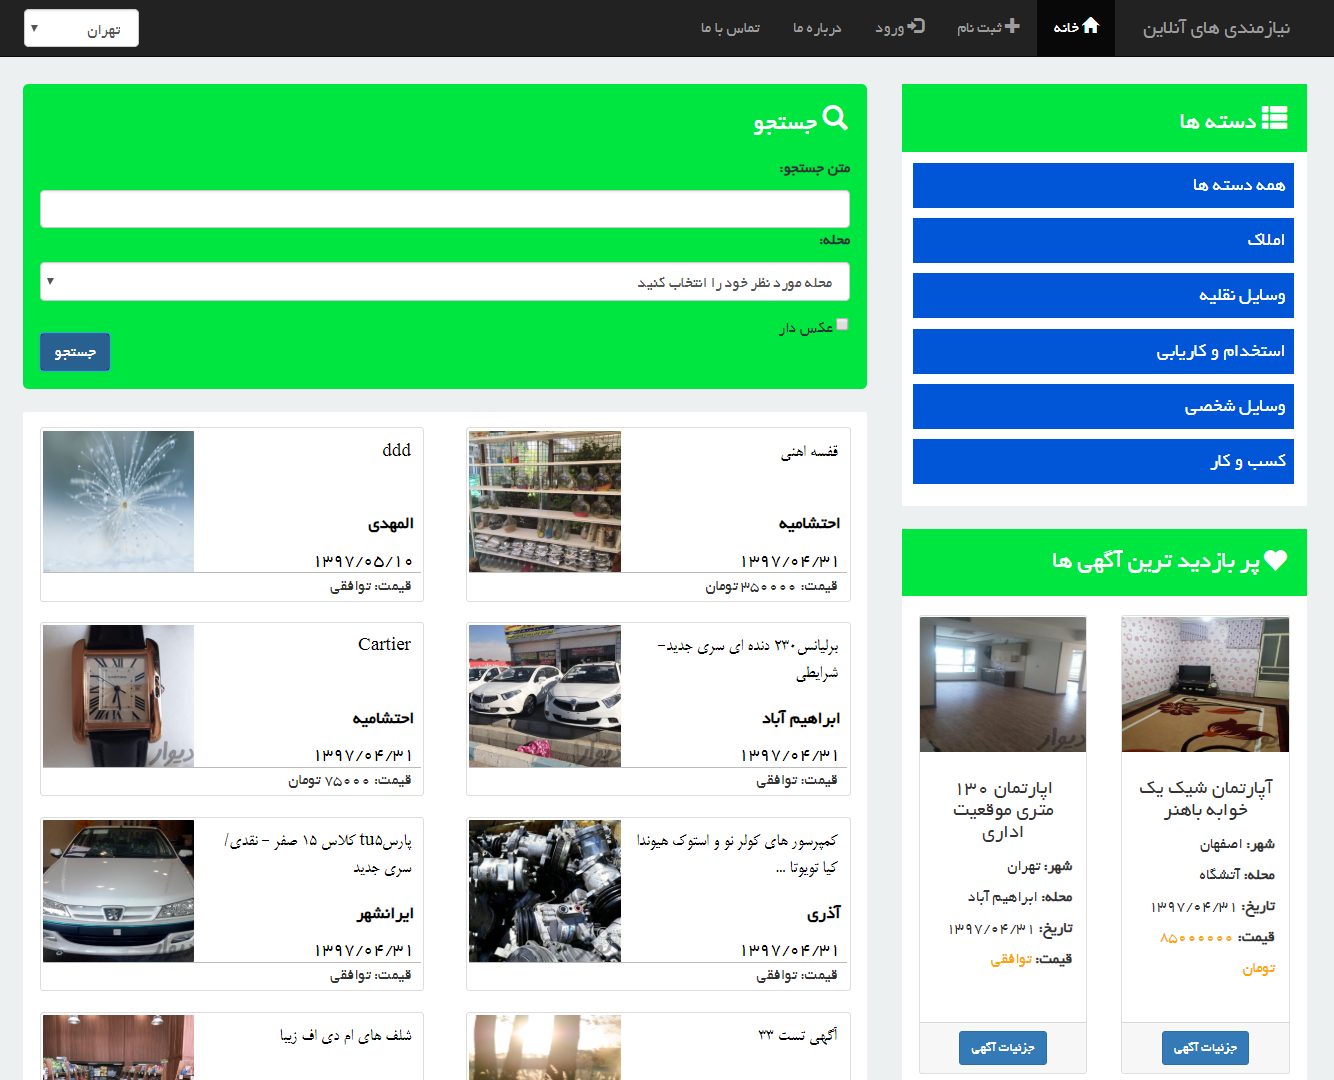 نیازمندی های آنلاین
خانه
ثبت نام
ورود
درباره ما
تماس با ما
تهران
دسته ها
همه دسته ها
املاک
وسایل نقلیه
استخدام و کاریابی
وسایل شخصی
کسب و کار
پر بازدید ترین آگهی ها
آپارتمان شیک یک
خوابه باهنر
شهر: اصفهان
محله: آتشگاه
تاریخ: ۱۳۹۷/۰۴/۳۱
قیمت: ۸۵۰۰۰۰۰۰
تومان
جزئیات آگهی
دیوار
اپارتمان ۱۳۰
متری موقعیت
اداری
شهر: تهران
محله: ابراهیم آباد
تاریخ: ۱۳۹۷/۰۴/۳۱
قیمت: توافقی
جزئیات آگهی
جستجو
متن جستجو:
محله:
محله مورد نظر خود را انتخاب کنید
عکس دار
جستجو
قفسه اهنی
احتشامیه
۱۳۹۷/۰۴/۳۱
قیمت: ۳۵۰۰۰۰ تومان
ddd
المهدی
۱۳۹۷/۰۵/۱۰
قیمت: توافقی
برلیانس۲۳۰ دنده ای سری جدید-
شرایطی
ابراهیم آباد
۱۳۹۷/۰۴/۳۱
قیمت: توافقی
Cartier
احتشامیه
۱۳۹۷/۰۴/۳۱
قیمت: ۷۵۰۰۰ تومان
دیوار
کمپرسور های کولر نو و استوک هیوندا
کیا تویوتا ...
آذری
۱۳۹۷/۰۴/۳۱
قیمت: توافقی
پارس tu۵ کلاس ۱۵ صفر - نقدی/
سری جدید
ایرانشهر
۱۳۹۷/۰۴/۳۱
قیمت: توافقی
دیوار
آگهی تست ۳۳
شلف های ام دی اف زیبا